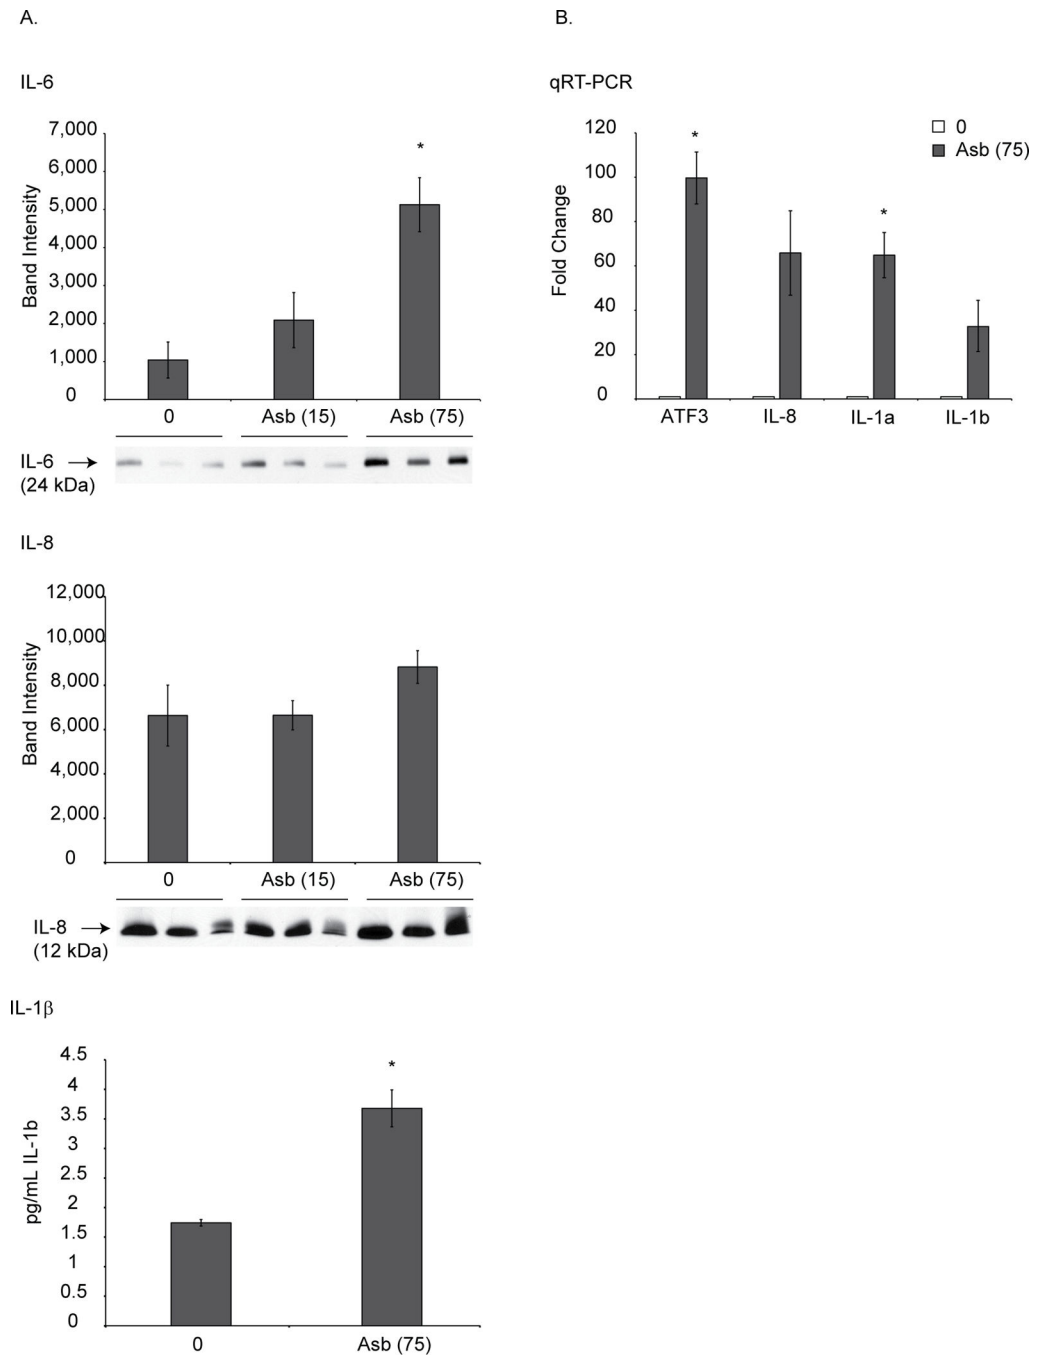 A.
IL-6
7,000
6,000
5,000
4,000
3,000
2,000
1,000
0
Band Intensity
*
0 Asb (15) Asb (75)
IL-6
(24 kDa)
IL-8
12,000
10,000
8,000
6,000
4,000
2,000
0
Band Intensity
0 Asb (15) Asb (75)
IL-8
(12 kDa)
IL-1β
4.5
4
3.5
3
2.5
2
1.5
1
0.5
0
pg/mL IL-1b
*
0 Asb (75)
B.
qRT-PCR
120
100
80
60
40
20
0
Fold Change
*
*
0
Asb (75)
ATF3 IL-8 IL-1a IL-1b